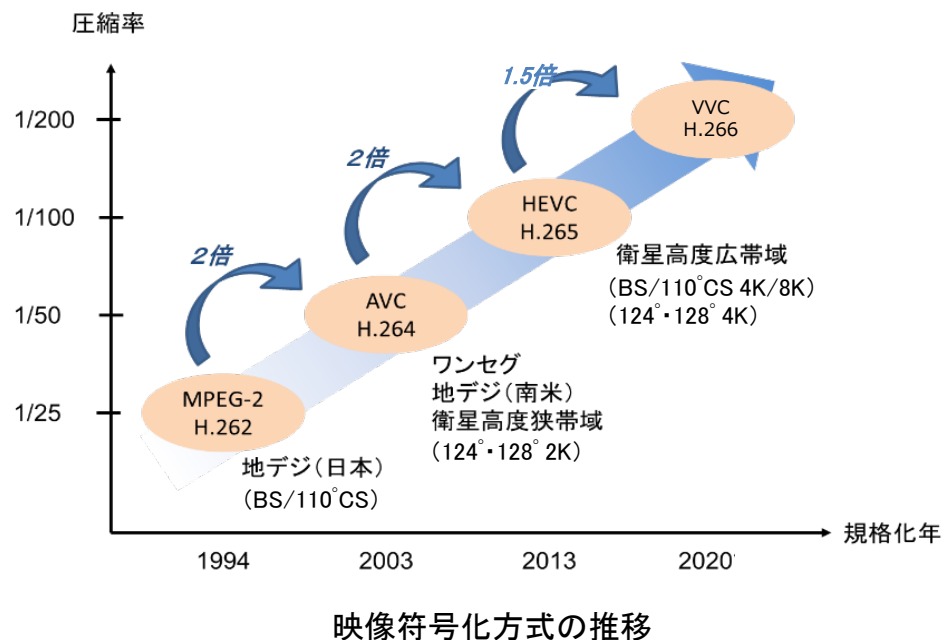 圧縮率
1/200
1/100
1/50
1/25
2倍
2倍
1.5倍
MPEG-2
H.262
地デジ(日本)
(BS/110°CS)
AVC
H.264
ワンセグ
地デジ(南米)
衛星高度狭帯域
(124°・128° 2K)
HEVC
H.265
衛星高度広帯域
(BS/110°CS 4K/8K)
(124°・128° 4K)
VVC
H.266
1994
2003
2013
2020
規格化年
映像符号化方式の推移